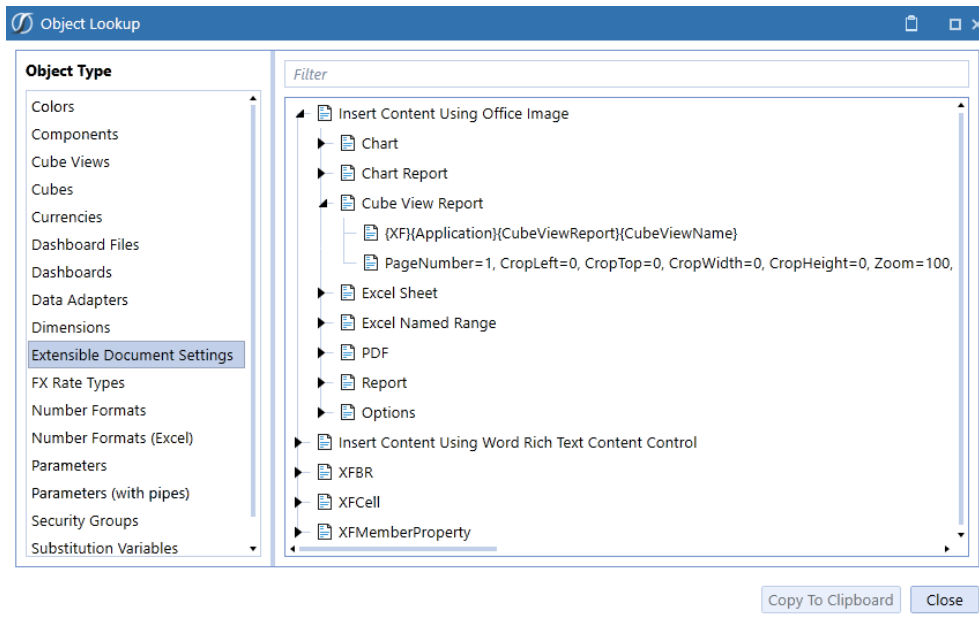 Object Lookup
Object Type
Colors
Components
Cube Views
Cubes
Currencies
Dashboard Files
Dashboards
Data Adapters
Dimensions
Extensible Document Settings
FX Rate Types
Number Formats
Number Formats (Excel)
Parameters
Parameters (with pipes)
Security Groups
Substitution Variables
Filter
Insert Content Using Office Image
Chart
Chart Report
Cube View Report
{XF}{Application}{CubeViewReport}{CubeViewName}
PageNumber=1, CropLeft=0, CropTop=0, CropWidth=0, CropHeight=0, Zoom=100,
Excel Sheet
Excel Named Range
PDF
Report
Options
Insert Content Using Word Rich Text Content Control
XFBR
XFCell
XFMemberProperty
Copy To Clipboard
Close